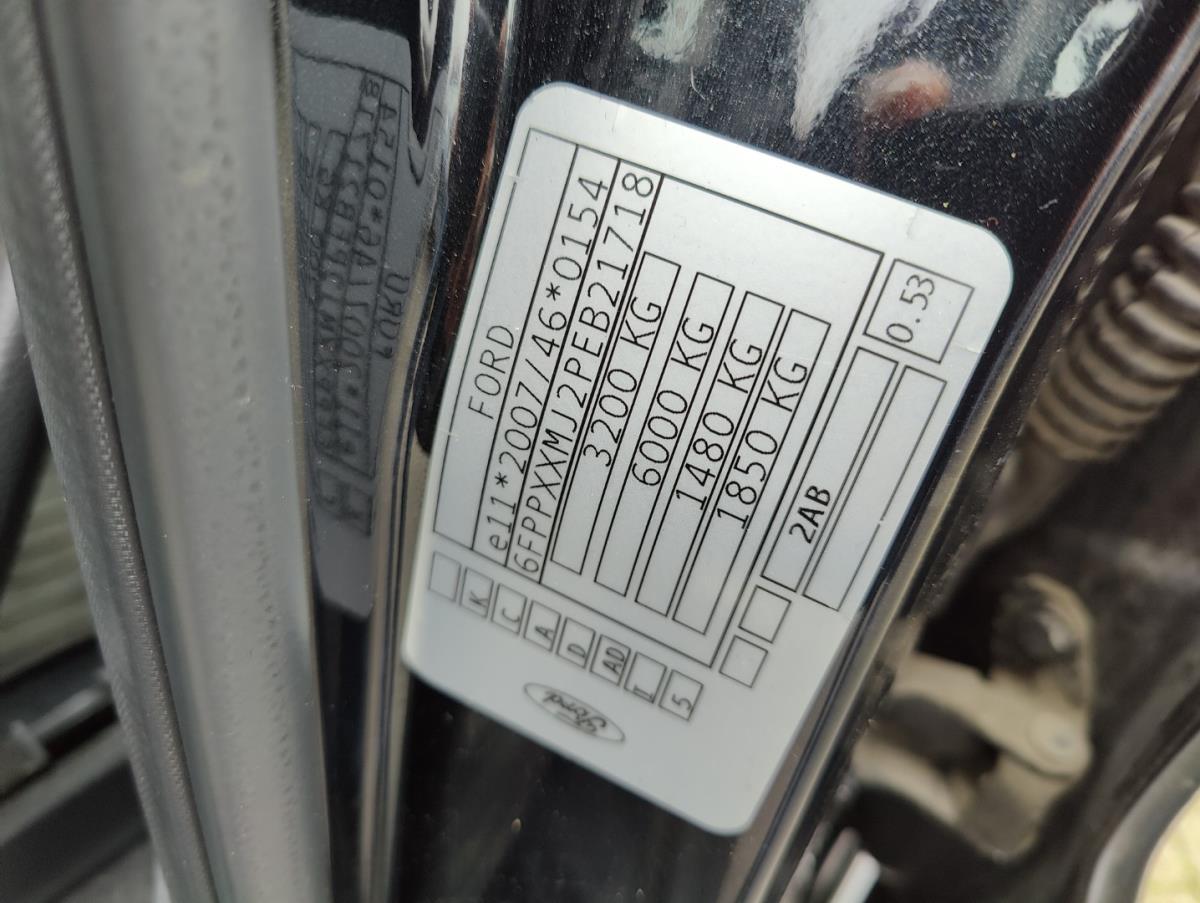 FORD
e11*2007/46*0154
6FPPXXMJ2PEB21718
3200 KG
6000 KG
1480 KG
1850 KG
0.53
2AB
K C A D AD I 5
Ford